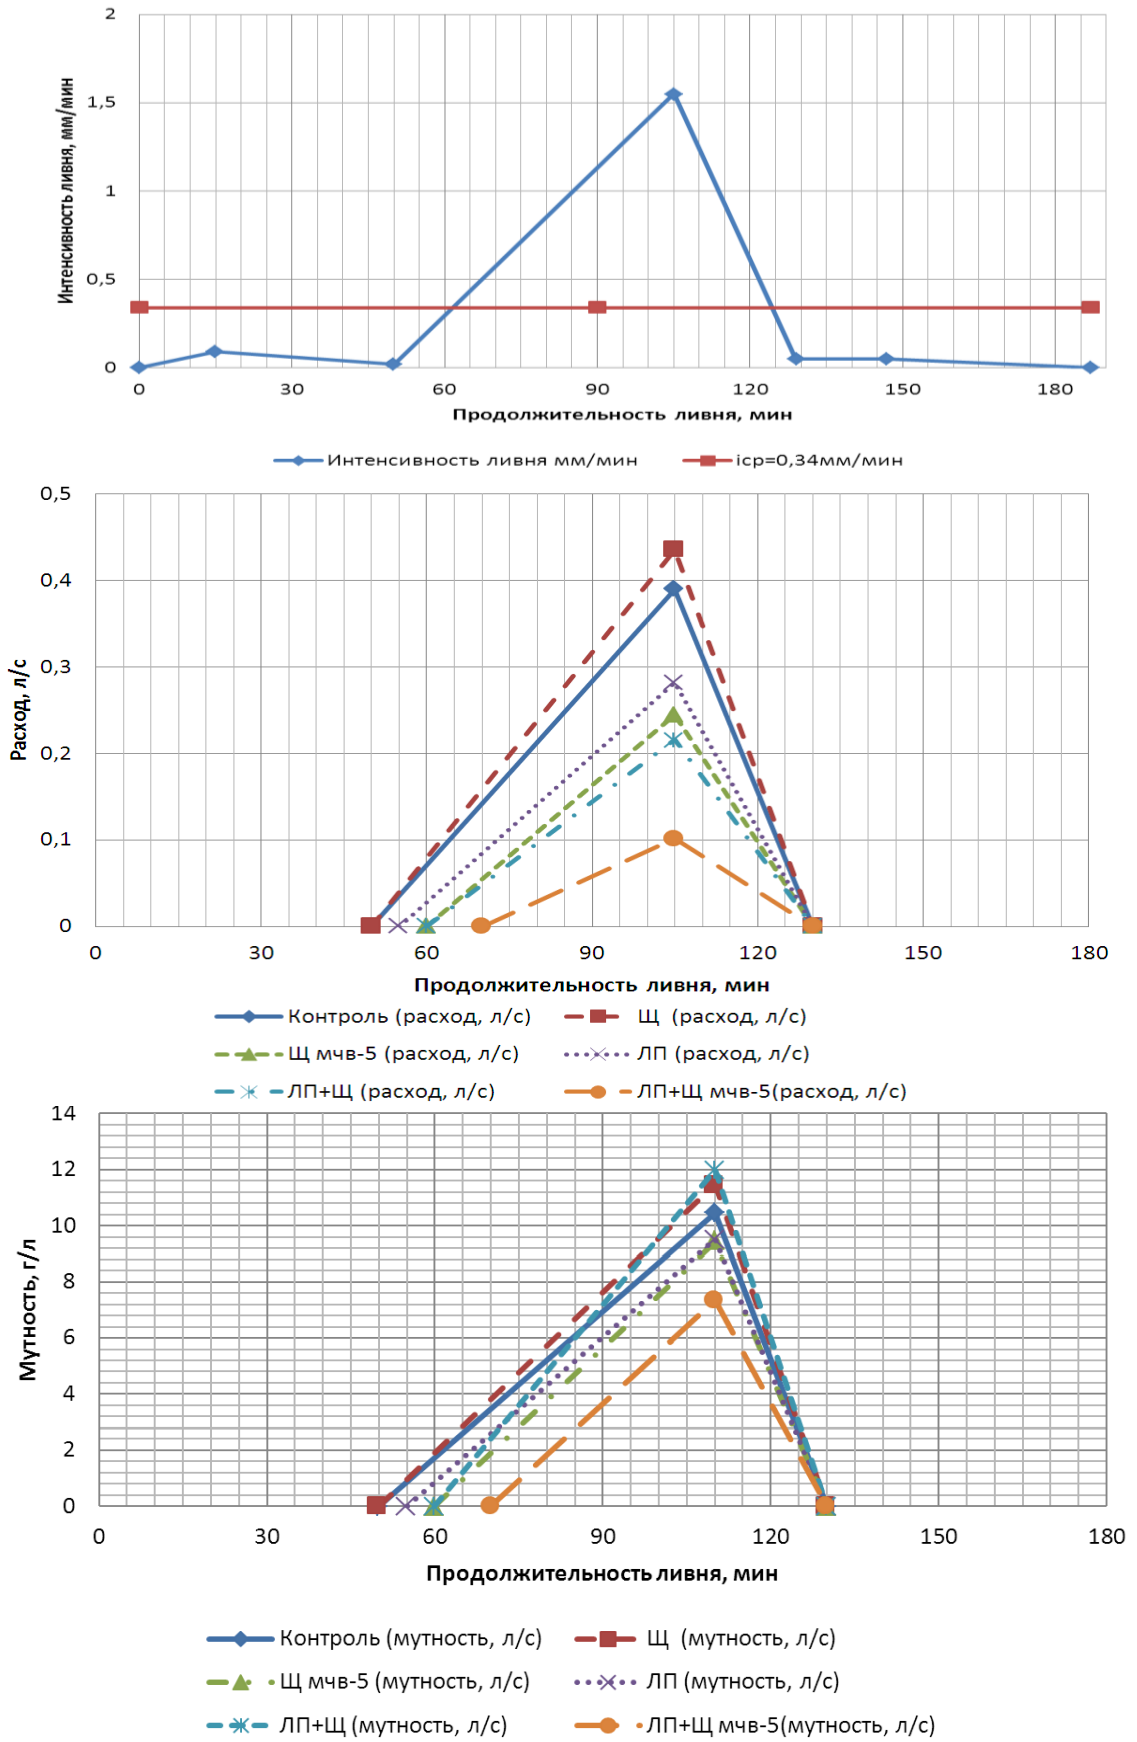 2
1,5
1
0,5
0
Интенсивность ливня, мм/мин
0 30 60 90 120 150 180
Продолжительность ливня, мин
Интенсивность ливня мм/мин iср=0,34мм/мин
0,5
0,4
0,3
0,2
0,1
0
Расход, л/с
0 30 60 90 120 150 180
Продолжительность ливня, мин
Контроль (расход, л/с) Щ (расход, л/с)
Щ мчв-5 (расход, л/с) ЛП (расход, л/с)
ЛП+Щ (расход, л/с) ЛП+Щ мчв-5(расход, л/с)
14
12
10
8
6
4
2
0
Мутность, г/л
0 30 60 90 120 150 180
Продолжительность ливня, мин
Контроль (мутность, л/с) Щ (мутность, л/с)
Щ мчв-5 (мутность, л/с) ЛП (мутность, л/с)
ЛП+Щ (мутность, л/с) ЛП+Щ мчв-5(мутность, л/с)